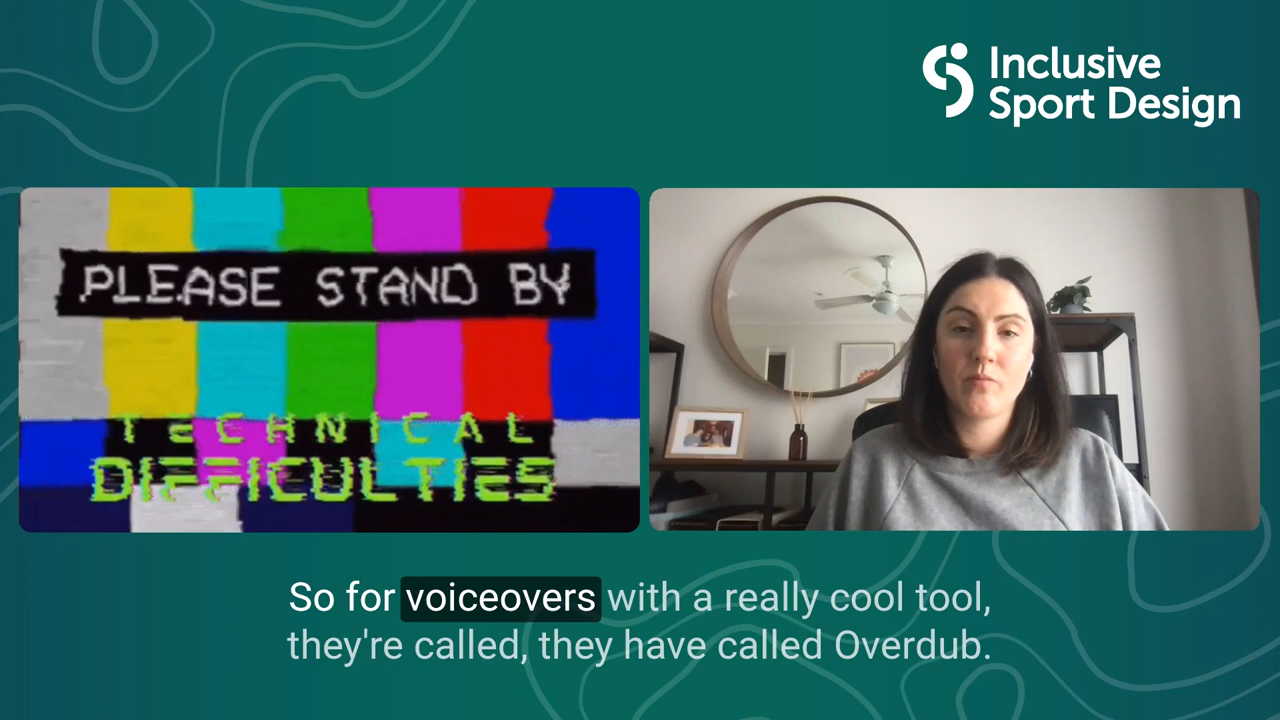 Inclusive
Sport Design
PLEASE STAND BY
TECHNICAL
DIFFICULTIES
So for voiceovers with a really cool tool,
they're called, they have called Overdub.